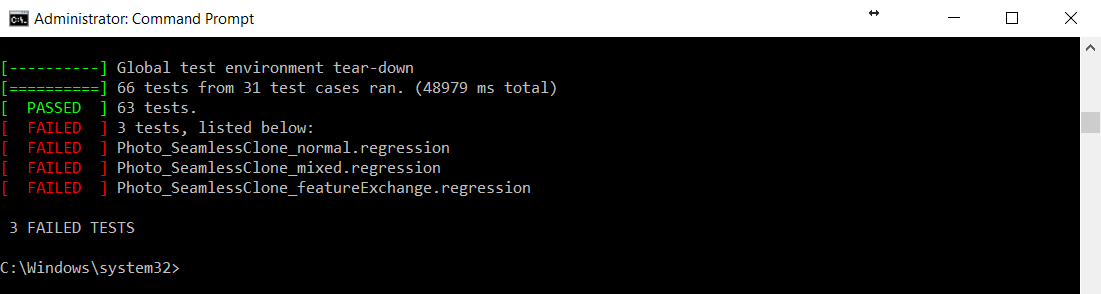 Administrator: Command Prompt
[----------] Global test environment tear-down
[==========] 66 tests from 31 test cases ran. (48979 ms total)
[  PASSED  ] 63 tests.
[  FAILED  ] 3 tests, listed below:
[  FAILED  ] Photo_SeamlessClone_normal.regression
[  FAILED  ] Photo_SeamlessClone_mixed.regression
[  FAILED  ] Photo_SeamlessClone_featureExchange.regression
 3 FAILED TESTS
C:\Windows\system32>